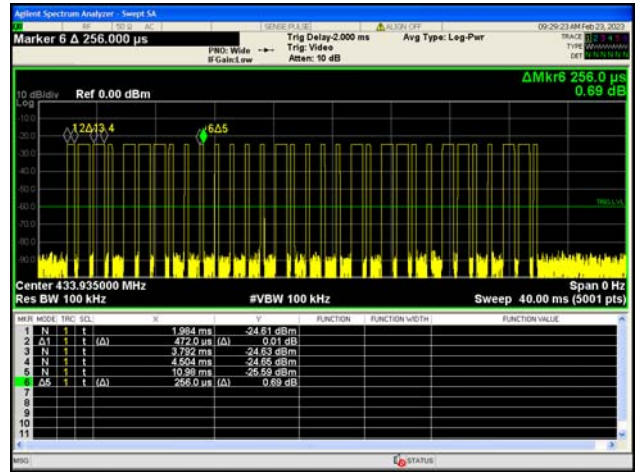 Agilent Spectrum Analyzer - Swept SA
RF 50 Ω AC SENSE:PULSE ALIGN OFF 09:29:23 AM Feb 23, 2023
Marker 6 Δ 256.000 µs
PNO: Wide
IFGain:Low
Trig Delay-2.000 ms
Trig: Video
Atten: 10 dB
Avg Type: Log-Pwr
TRACE 1 2 3 4 5 6
TYPE
DET N N N N N N
ΔMkr6 256.0 µs
0.69 dB
10 dB/div Ref 0.00 dBm
Log
-10.0
-20.0
-30.0
-40.0
-50.0
-60.0
-70.0
-80.0
-90.0
TRIG LVL
Center 433.935000 MHz Span 0 Hz
Res BW 100 kHz #VBW 100 kHz Sweep 40.00 ms (5001 pts)
MKR MODE TRC SCL X Y FUNCTION FUNCTION WIDTH FUNCTION VALUE
1 N 1 t 1.984 ms -24.61 dBm
2 Δ1 1 t (Δ) 472.0 µs (Δ) 0.01 dB
3 N 1 t 3.792 ms -24.63 dBm
4 N 1 t 4.504 ms -24.65 dBm
5 N 1 t 10.98 ms -25.59 dBm
6 Δ5 1 t (Δ) 256.0 µs (Δ) 0.69 dB
7
8
9
10
11
MSG STATUS